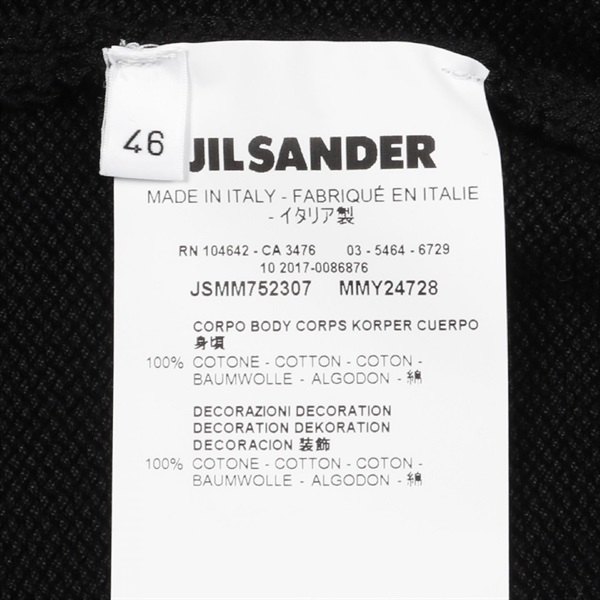 46
JIL SANDER
MADE IN ITALY - FABRIQUÉ EN ITALIE
- イタリア製
RN 104642 - CA 3476 03 - 5464 - 6729
10 2017-0086876
JSMM752307 MMY24728
CORPO BODY CORPS KORPER CUERPO
身頃
100% COTONE - COTTON - COTON -
BAUMWOLLE - ALGODON - 綿
DECORAZIONI DECORATION
DECORATION DEKORATION
DECORACION 装飾
100% COTONE - COTTON - COTON -
BAUMWOLLE - ALGODON - 綿